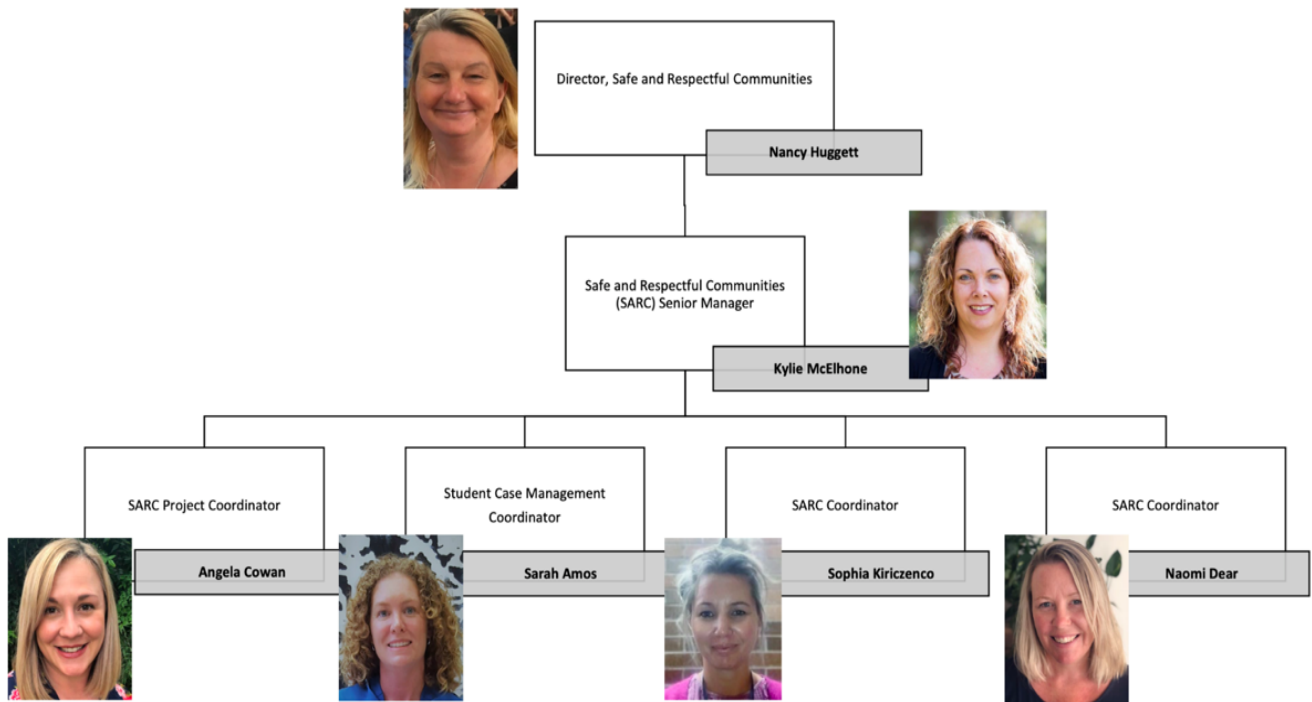 Director, Safe and Respectful Communities
Nancy Huggett
Safe and Respectful Communities
(SARC) Senior Manager
Kylie McElhone
SARC Project Coordinator
Angela Cowan
Student Case Management
Coordinator
Sarah Amos
SARC Coordinator
Sophia Kiriczenco
SARC Coordinator
Naomi Dear